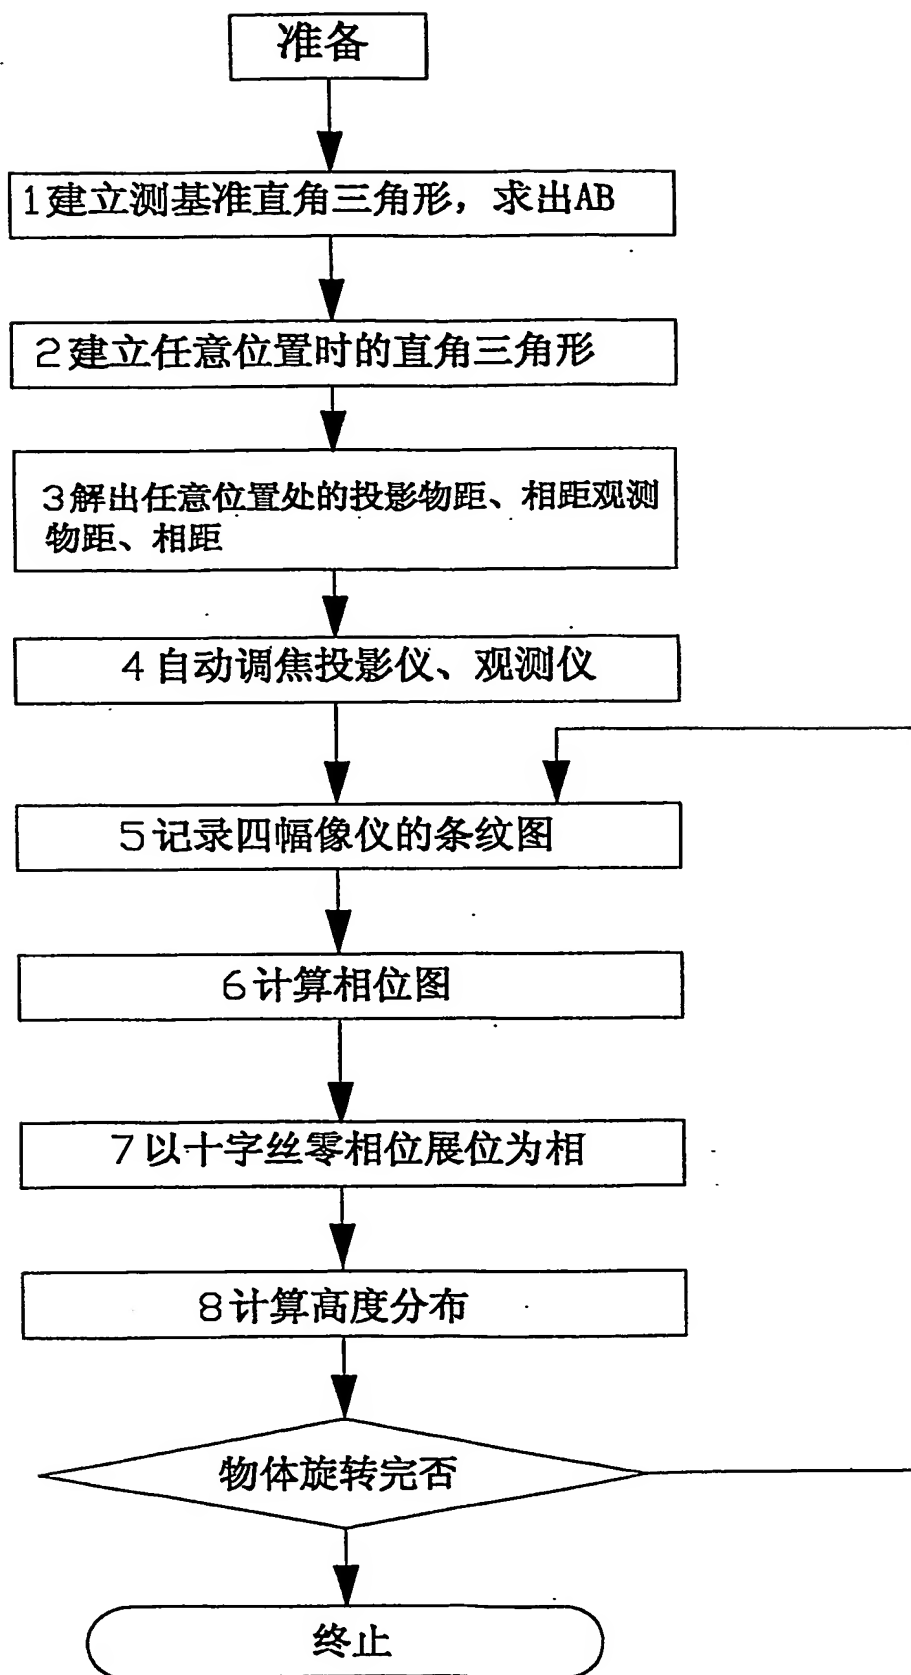 准备
1建立测基准直角三角形，求出AB
2建立任意位置时的直角三角形
3解出任意位置处的投影物距、相距观测
物距、相距
4自动调焦投影仪、观测仪
5记录四幅像仪的条纹图
6计算相位图
7以十字丝零相位展位为相
8计算高度分布
物体旋转完否
终止